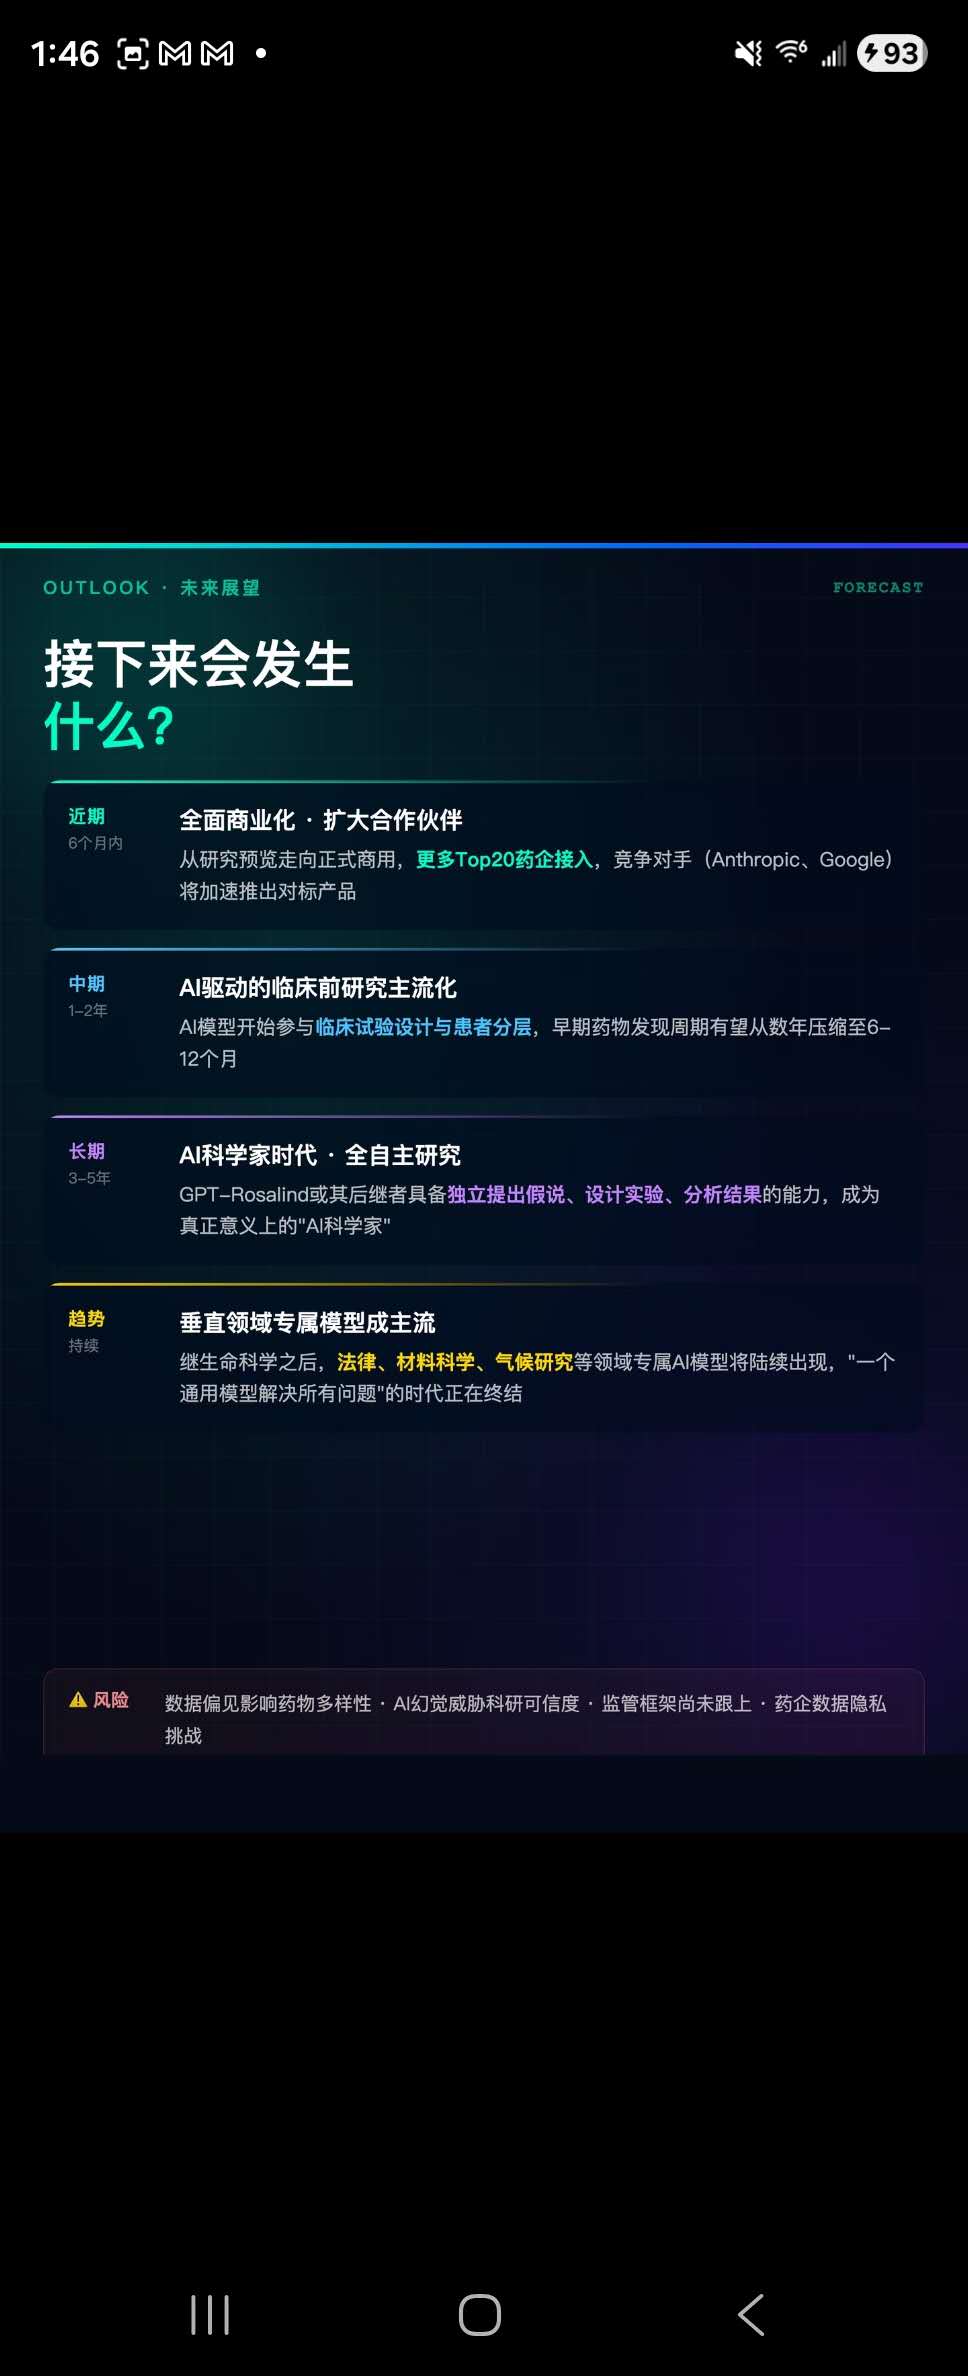 1:46
6
93
OUTLOOK · 未来展望
FORECAST
接下来会发生
什么?
近期
6个月内
全面商业化 · 扩大合作伙伴
从研究预览走向正式商用，更多Top20药企接入，竞争对手（Anthropic、Google）
将加速推出对标产品
中期
1–2年
AI驱动的临床前研究主流化
AI模型开始参与临床试验设计与患者分层，早期药物发现周期有望从数年压缩至6–
12个月
长期
3–5年
AI科学家时代 · 全自主研究
GPT-Rosalind或其后继者具备独立提出假说、设计实验、分析结果的能力，成为
真正意义上的"AI科学家"
趋势
持续
垂直领域专属模型成主流
继生命科学之后，法律、材料科学、气候研究等领域专属AI模型将陆续出现，"一个
通用模型解决所有问题"的时代正在终结
风险
数据偏见影响药物多样性 · AI幻觉威胁科研可信度 · 监管框架尚未跟上 · 药企数据隐私
挑战